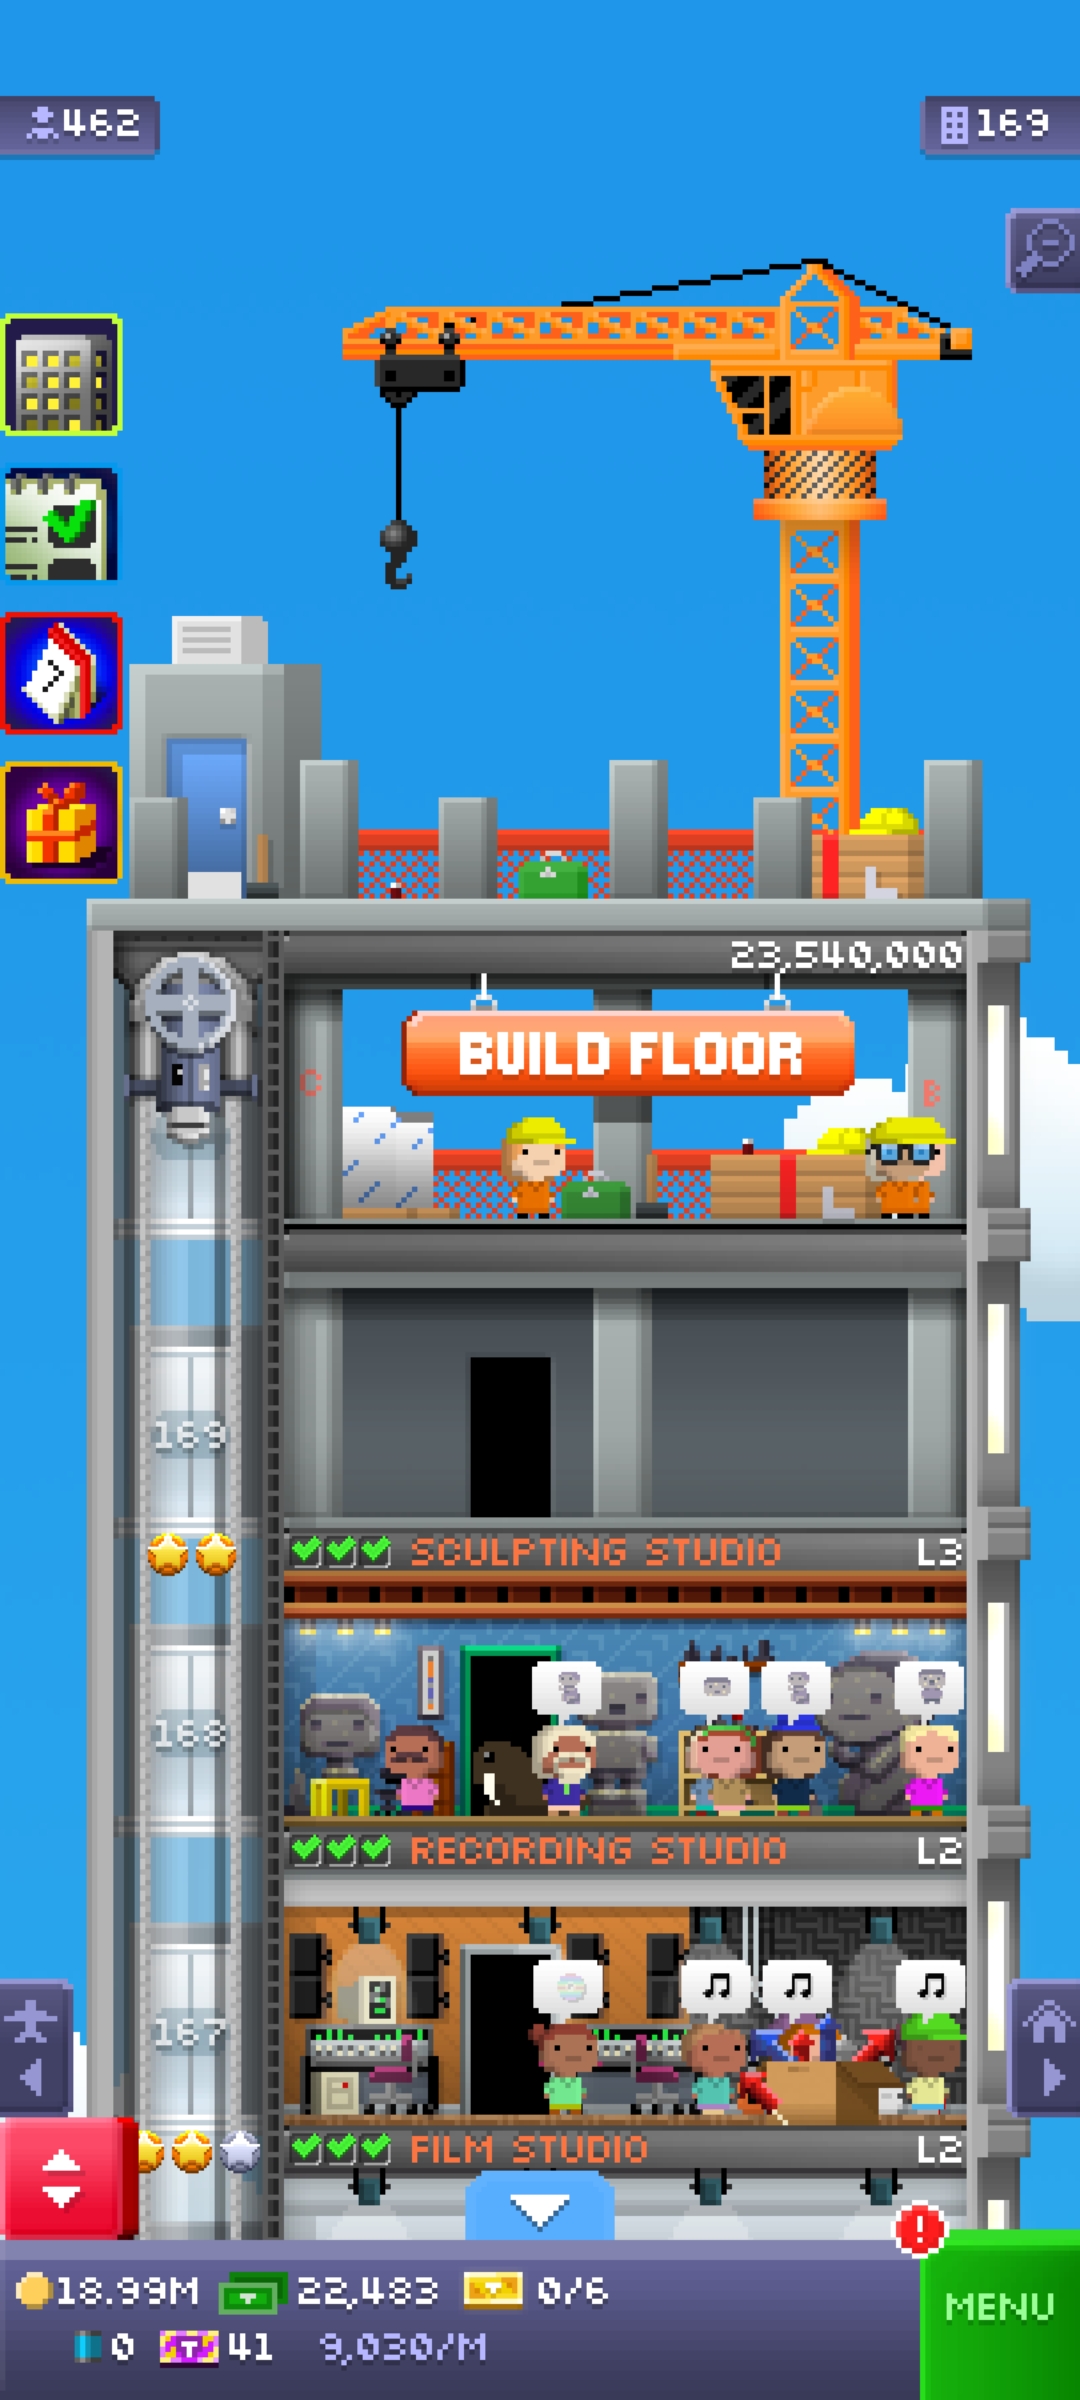 462
169
23,540,000
BUILD FLOOR
C
B
169
SCULPTING STUDIO L3
168
RECORDING STUDIO L2
167
FILM STUDIO L2
!
18.99M 22,483 0/6
MENU
0 T 41 9,030/M